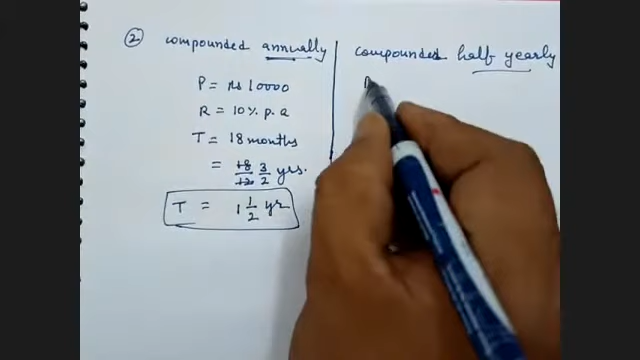 ② compounded annually
P = Rs 10000
R = 10% p.a
T = 18 months
= 18/12 3/2 yrs.
T = 1 1/2 yr
compounded half yearly